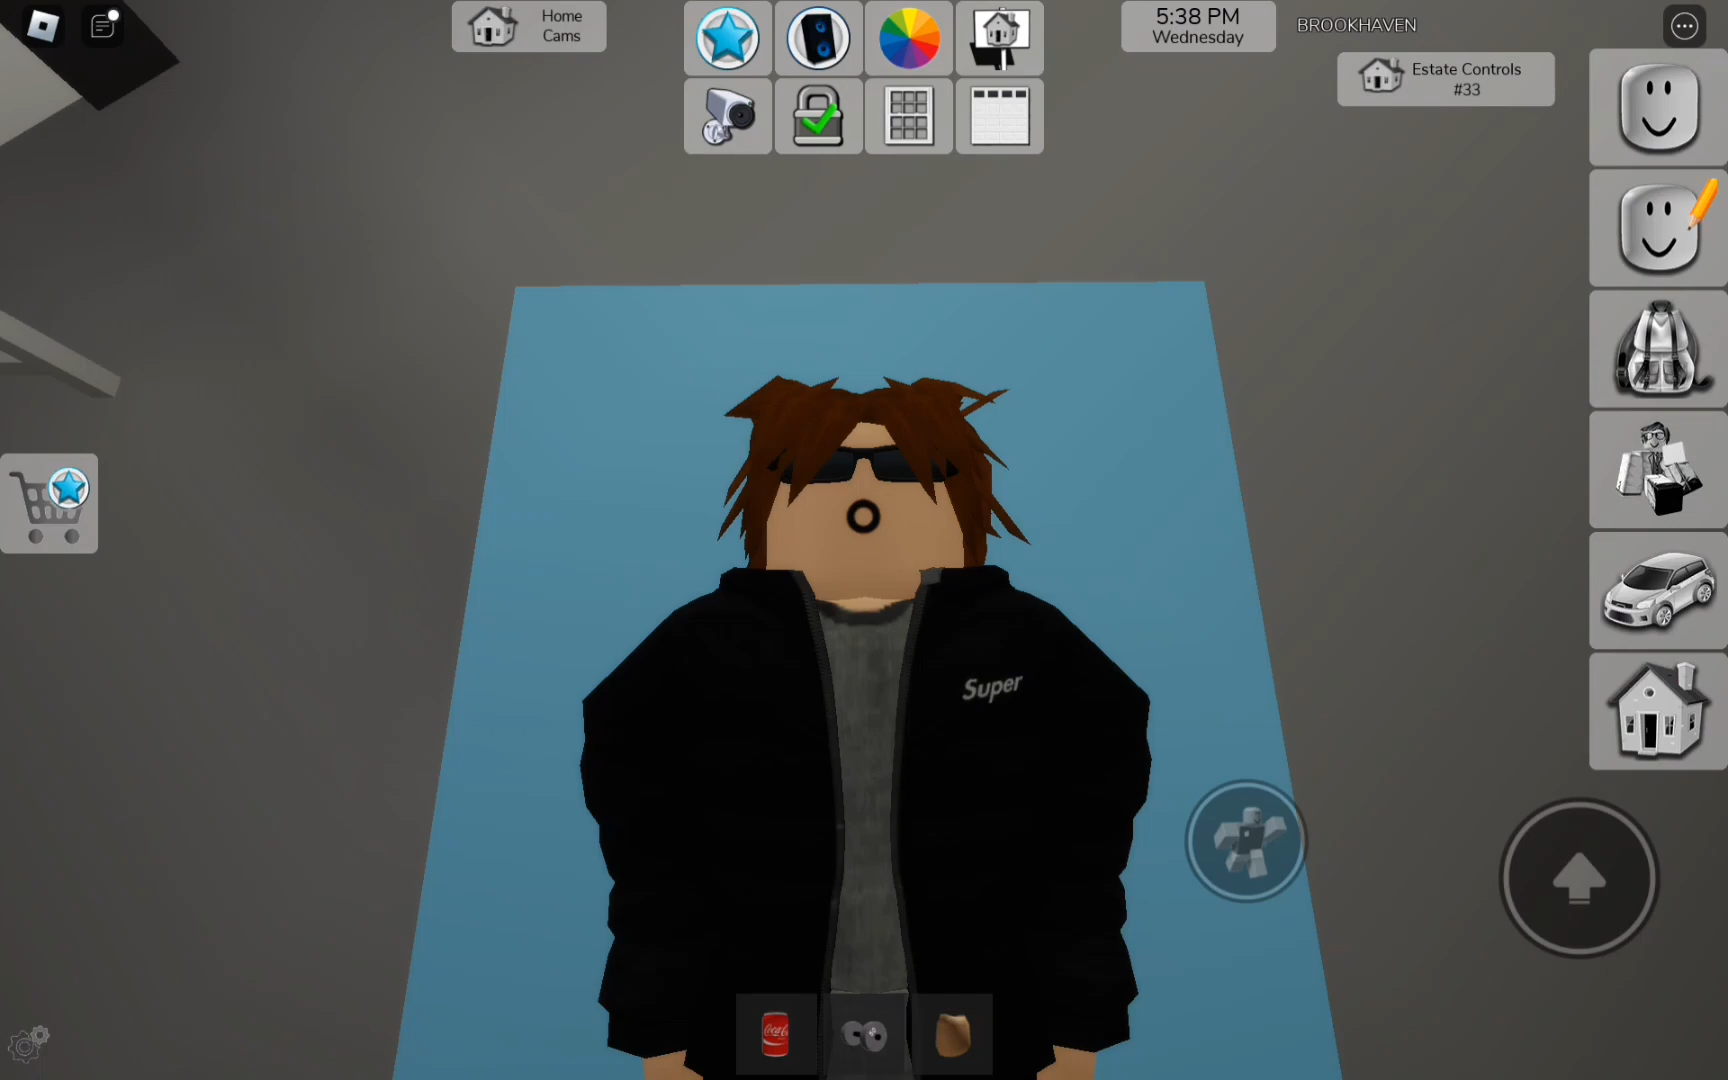 Home
Cams
5:38 PM
Wednesday
BROOKHAVEN
Estate Controls
#33
Super